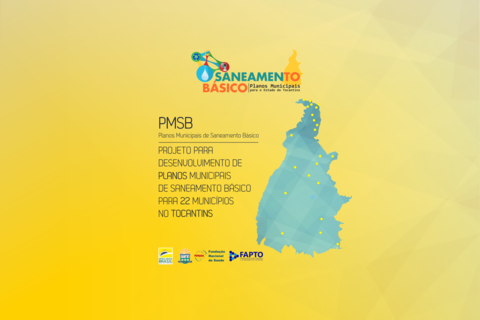 SANEAMENTO
BÁSICO
Planos Municipais
para o Estado do Tocantins
PMSB
Planos Municipais de Saneamento Básico
PROJETO PARA
DESENVOLVIMENTO DE
PLANOS MUNICIPAIS
DE SANEAMENTO BÁSICO
PARA 22 MUNICÍPIOS
NO TOCANTINS
BRASIL
Fundação
Nacional
de Saúde
FAPTO